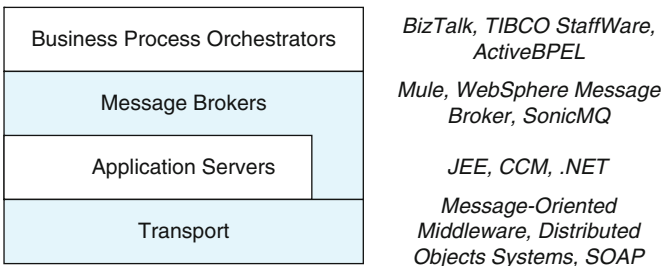 Business Process Orchestrators
BizTalk, TIBCO StaffWare,
ActiveBPEL
Message Brokers
Mule, WebSphere Message
Broker, SonicMQ
Application Servers
JEE, CCM, .NET
Transport
Message-Oriented
Middleware, Distributed
Objects Systems, SOAP